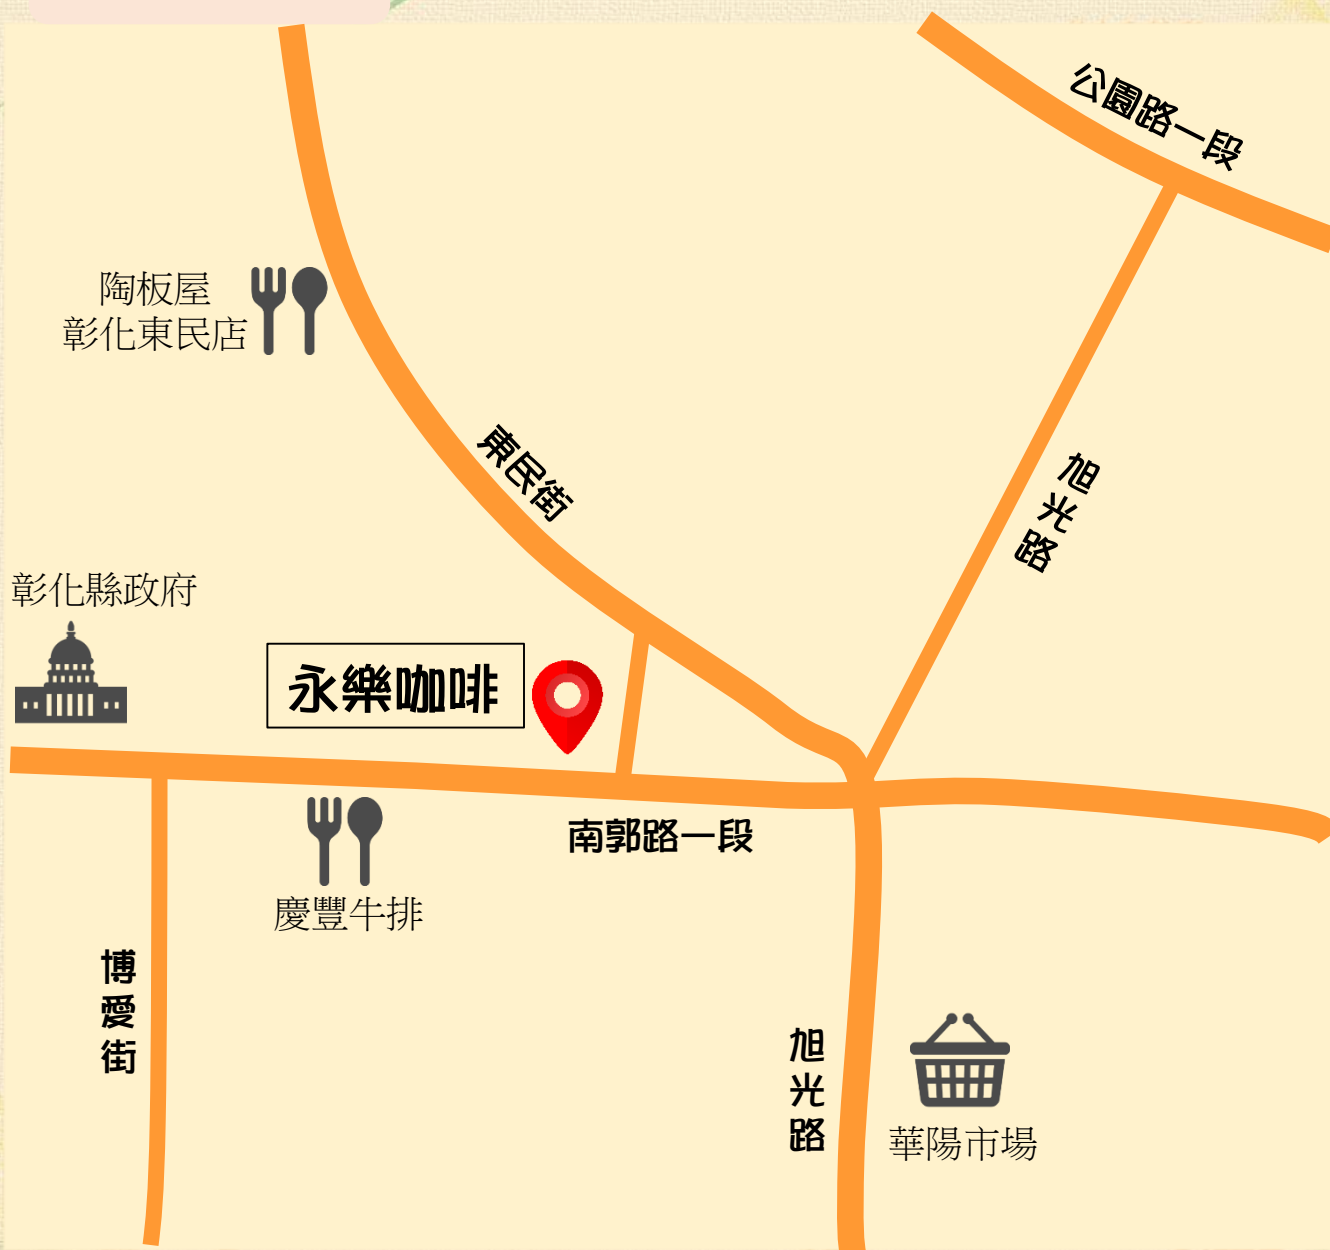 公園路一段
陶板屋
彰化東民店
東民街
旭光路
彰化縣政府
永樂咖啡
南郭路一段
慶豐牛排
博愛街
旭光路
華陽市場